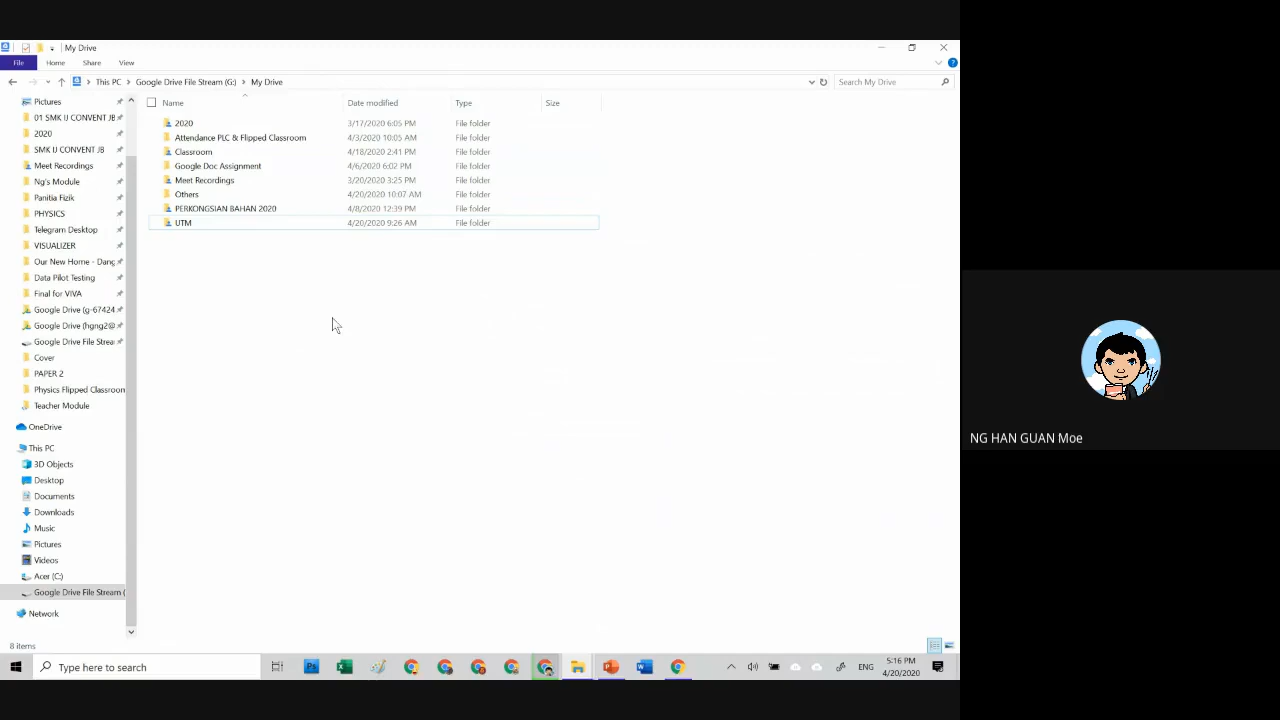 My Drive
File Home Share View
This PC > Google Drive File Stream (G:) > My Drive
Search My Drive
Name Date modified Type Size
2020 3/17/2020 6:05 PM File folder
Attendance PLC & Flipped Classroom 4/3/2020 10:05 AM File folder
Classroom 4/18/2020 2:41 PM File folder
Google Doc Assignment 4/6/2020 6:02 PM File folder
Meet Recordings 3/20/2020 3:25 PM File folder
Others 4/20/2020 10:07 AM File folder
PERKONGSIAN BAHAN 2020 4/8/2020 12:39 PM File folder
UTM 4/20/2020 9:26 AM File folder
Pictures
01 SMK IJ CONVENT JB
2020
SMK IJ CONVENT JB
Meet Recordings
Ng's Module
Panitia Fizik
PHYSICS
Telegram Desktop
VISUALIZER
Our New Home - Dang
Data Pilot Testing
Final for VIVA
Google Drive (g-67424
Google Drive (hgng2@
Google Drive File Strea
Cover
PAPER 2
Physics Flipped Classroom
Teacher Module
OneDrive
This PC
3D Objects
Desktop
Documents
Downloads
Music
Pictures
Videos
Acer (C:)
Google Drive File Stream (
Network
8 items
Type here to search
ENG
5:16 PM
4/20/2020
NG HAN GUAN Moe